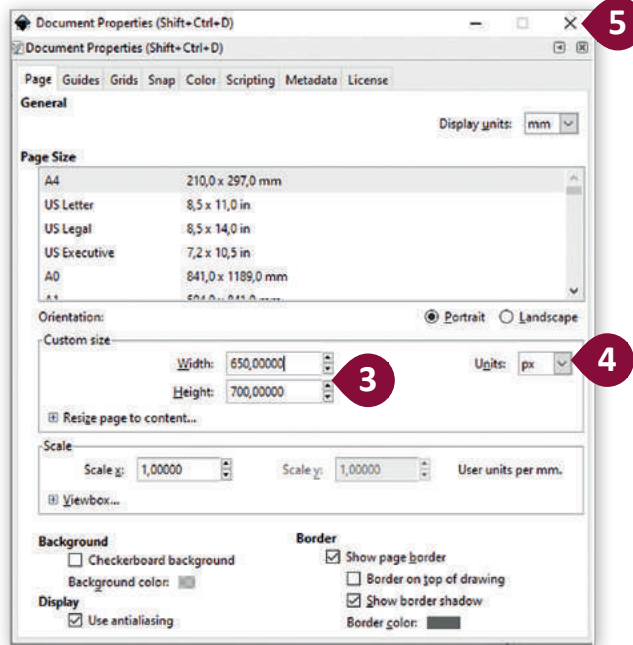 Document Properties (Shift+Ctrl+D)
5
Document Properties (Shift+Ctrl+D)
Page Guides Grids Snap Color Scripting Metadata License
General
Display units: mm
Page Size
A4 210,0 x 297,0 mm
US Letter 8,5 x 11,0 in
US Legal 8,5 x 14,0 in
US Executive 7,2 x 10,5 in
A0 841,0 x 1189,0 mm
Orientation: Portrait Landscape
Custom size
Width: 650,00000 Units: px 4
Height: 700,00000 3
Resize page to content...
Scale
Scale x: 1,00000 Scale y: 1,00000 User units per mm.
Viewbox...
Background Border
Checkerboard background Show page border
Background color: Border on top of drawing
Display Show border shadow
Use antialiasing Border color: